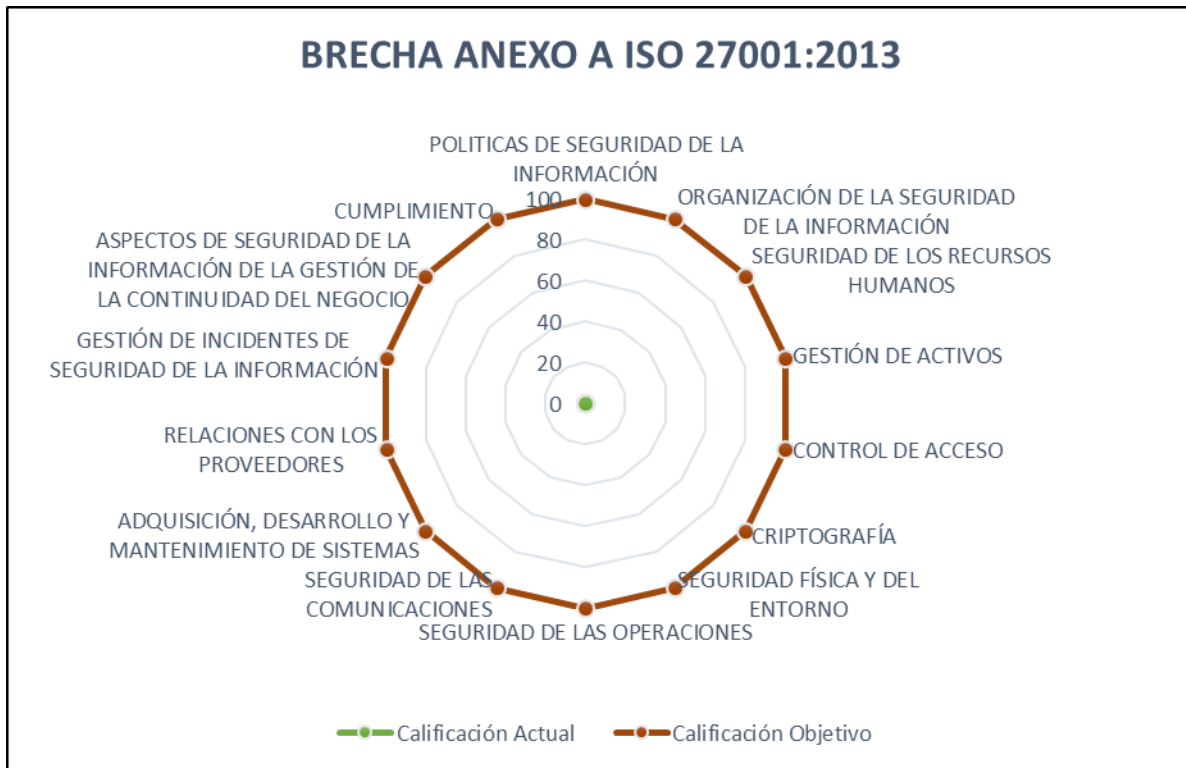 BRECHA ANEXO A ISO 27001:2013
POLITICAS DE SEGURIDAD DE LA
INFORMACIÓN
ORGANIZACIÓN DE LA SEGURIDAD
DE LA INFORMACIÓN
SEGURIDAD DE LOS RECURSOS
HUMANOS
GESTIÓN DE ACTIVOS
CONTROL DE ACCESO
CRIPTOGRAFÍA
SEGURIDAD FÍSICA Y DEL
ENTORNO
SEGURIDAD DE LAS OPERACIONES
SEGURIDAD DE LAS
COMUNICACIONES
ADQUISICIÓN, DESARROLLO Y
MANTENIMIENTO DE SISTEMAS
RELACIONES CON LOS
PROVEEDORES
GESTIÓN DE INCIDENTES DE
SEGURIDAD DE LA INFORMACIÓN
ASPECTOS DE SEGURIDAD DE LA
INFORMACIÓN DE LA GESTIÓN DE
LA CONTINUIDAD DEL NEGOCIO
CUMPLIMIENTO
100
80
60
40
20
0
Calificación Actual
Calificación Objetivo